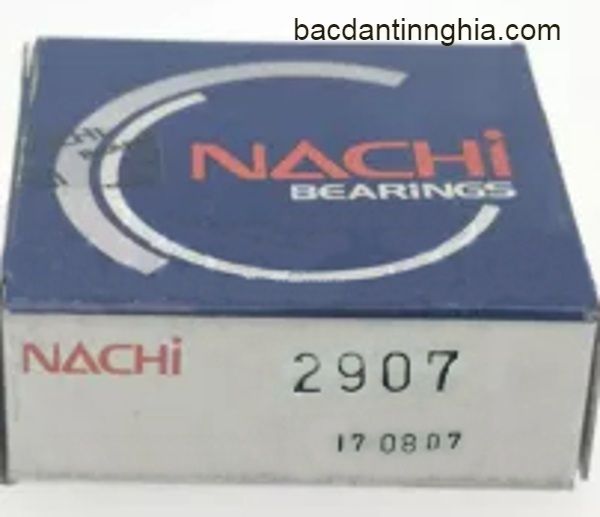 bacdantinnghia.com
NACHi
BEARiNGS
NACHi 2907
17 0807